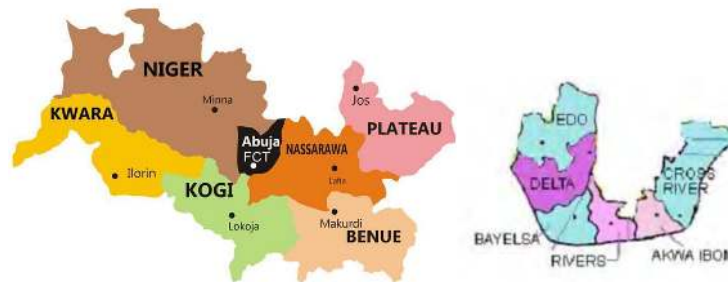 NIGER
Minna
KWARA
Ilorin
Abuja
FCT
NASSARAWA
Lafia
Jos
PLATEAU
KOGI
Lokoja
Makurdi
BENUE
EDO
DELTA
CROSS
RIVER
BAYELSA
RIVERS
AKWA IBOM